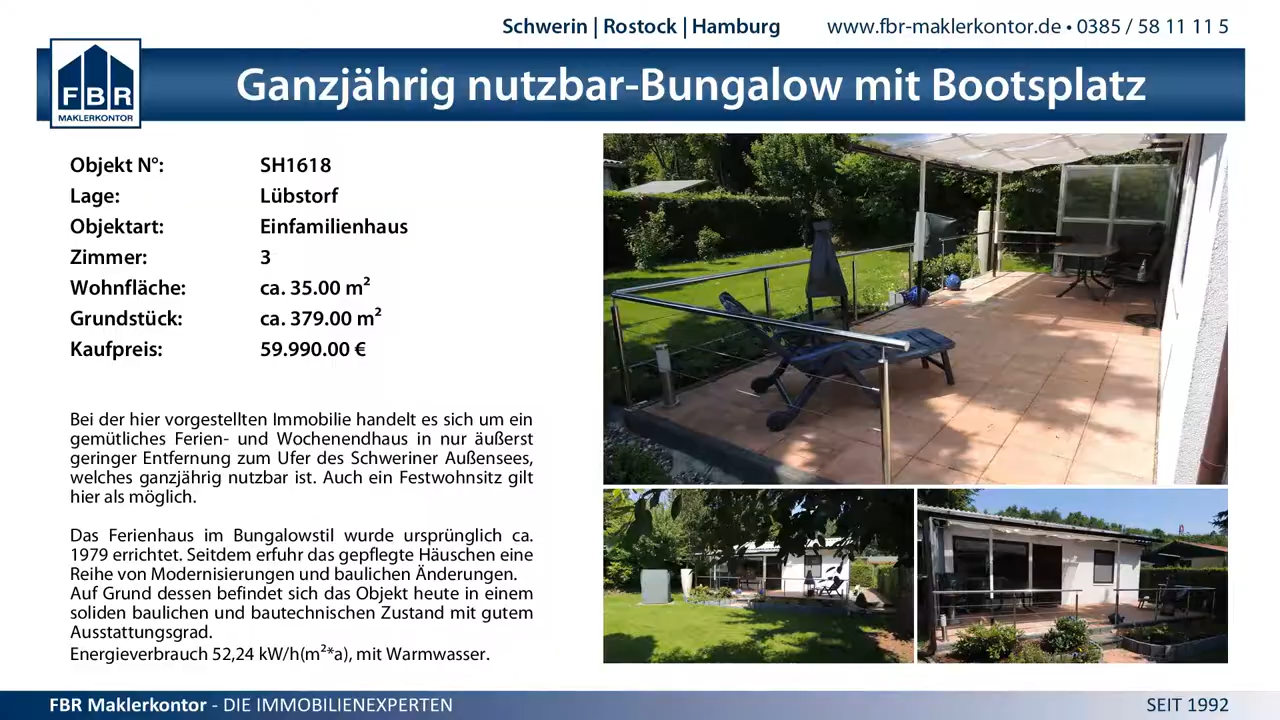 Schwerin | Rostock | Hamburg www.fbr-maklerkontor.de • 0385 / 58 11 11 5
FBR
MAKLERKONTOR
Ganzjährig nutzbar-Bungalow mit Bootsplatz
Objekt N°: SH1618
Lage: Lübstorf
Objektart: Einfamilienhaus
Zimmer: 3
Wohnfläche: ca. 35.00 m²
Grundstück: ca. 379.00 m²
Kaufpreis: 59.990.00 €
Bei der hier vorgestellten Immobilie handelt es sich um ein
gemütliches Ferien- und Wochenendhaus in nur äußerst
geringer Entfernung zum Ufer des Schweriner Außensees,
welches ganzjährig nutzbar ist. Auch ein Festwohnsitz gilt
hier als möglich.
Das Ferienhaus im Bungalowstil wurde ursprünglich ca.
1979 errichtet. Seitdem erfuhr das gepflegte Häuschen eine
Reihe von Modernisierungen und baulichen Änderungen.
Auf Grund dessen befindet sich das Objekt heute in einem
soliden baulichen und bautechnischen Zustand mit gutem
Ausstattungsgrad.
Energieverbrauch 52,24 kW/h(m²*a), mit Warmwasser.
FBR Maklerkontor - DIE IMMOBILIENEXPERTEN SEIT 1992